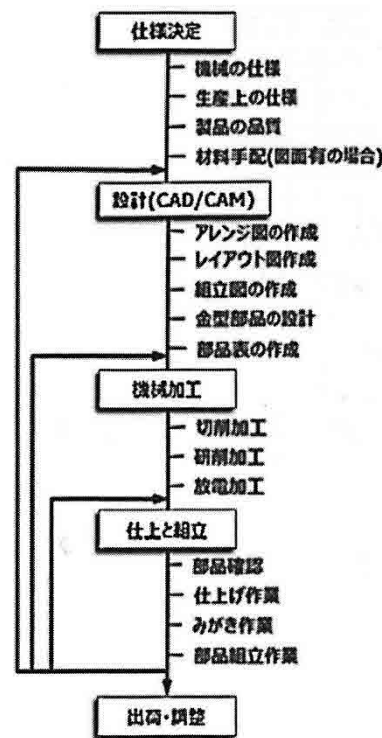 仕様決定
機械の仕様
生産上の仕様
製品の品質
材料手配(図面有の場合)
設計(CAD/CAM)
アレンジ図の作成
レイアウト図作成
組立図の作成
金型部品の設計
部品表の作成
機械加工
切削加工
研削加工
放電加工
仕上と組立
部品確認
仕上げ作業
みがき作業
部品組立作業
出荷・調整